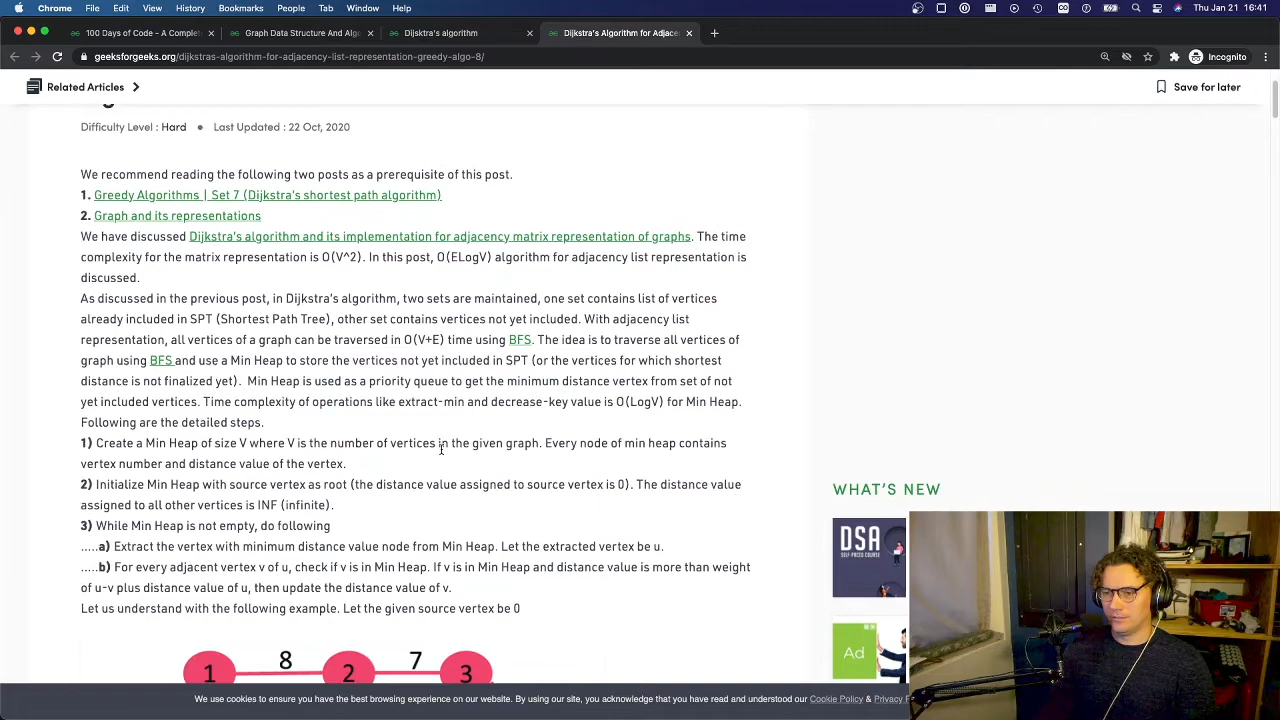 Chrome File Edit View History Bookmarks People Tab Window Help Thu Jan 21 16:41
100 Days of Code – A Complet Graph Data Structure And Algo Dijsktra's algorithm Dijkstra's Algorithm for Adjace
geeksforgeeks.org/dijkstras-algorithm-for-adjacency-list-representation-greedy-algo-8/ Incognito
Related Articles Save for later
Difficulty Level : Hard ● Last Updated : 22 Oct, 2020
We recommend reading the following two posts as a prerequisite of this post.
1. Greedy Algorithms | Set 7 (Dijkstra's shortest path algorithm)
2. Graph and its representations
We have discussed Dijkstra's algorithm and its implementation for adjacency matrix representation of graphs. The time
complexity for the matrix representation is O(V^2). In this post, O(ELogV) algorithm for adjacency list representation is
discussed.
As discussed in the previous post, in Dijkstra's algorithm, two sets are maintained, one set contains list of vertices
already included in SPT (Shortest Path Tree), other set contains vertices not yet included. With adjacency list
representation, all vertices of a graph can be traversed in O(V+E) time using BFS. The idea is to traverse all vertices of
graph using BFS and use a Min Heap to store the vertices not yet included in SPT (or the vertices for which shortest
distance is not finalized yet).  Min Heap is used as a priority queue to get the minimum distance vertex from set of not
yet included vertices. Time complexity of operations like extract-min and decrease-key value is O(LogV) for Min Heap.
Following are the detailed steps.
1) Create a Min Heap of size V where V is the number of vertices in the given graph. Every node of min heap contains
vertex number and distance value of the vertex.
2) Initialize Min Heap with source vertex as root (the distance value assigned to source vertex is 0). The distance value
assigned to all other vertices is INF (infinite).
3) While Min Heap is not empty, do following
.....a) Extract the vertex with minimum distance value node from Min Heap. Let the extracted vertex be u.
.....b) For every adjacent vertex v of u, check if v is in Min Heap. If v is in Min Heap and distance value is more than weight
of u-v plus distance value of u, then update the distance value of v.
Let us understand with the following example. Let the given source vertex be 0
8 7
1 2 3
WHAT'S NEW
DSA
SELF-PACED COURSE
Ad
We use cookies to ensure you have the best browsing experience on our website. By using our site, you acknowledge that you have read and understood our Cookie Policy & Privacy